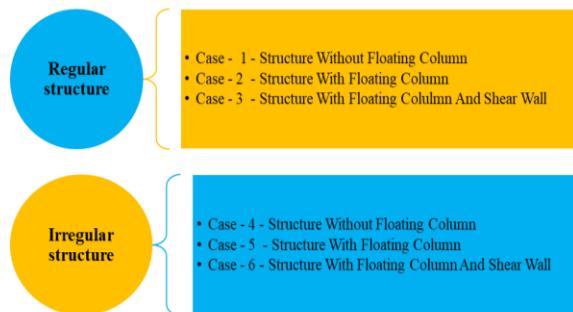 Regular
structure
• Case - 1 - Structure Without Floating Column
• Case - 2 - Structure With Floating Column
• Case - 3 - Structure With Floating Colulmn And Shear Wall
Irregular
structure
• Case - 4 - Structure Without Floating Column
• Case - 5 - Structure With Floating Column
• Case - 6 - Structure With Floating Column And Shear Wall